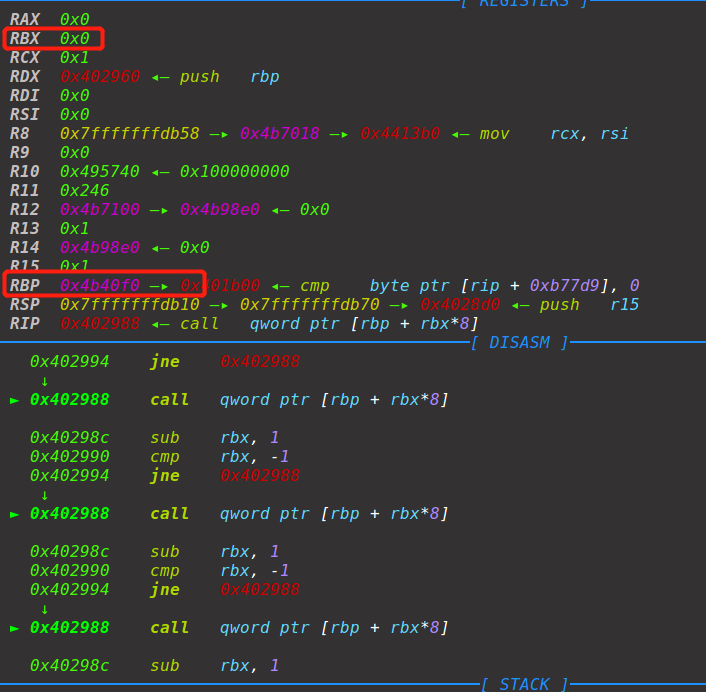 [ REGISTERS ]
RAX 0x0
RBX 0x0
RCX 0x1
RDX 0x402960 ◂— push rbp
RDI 0x0
RSI 0x0
R8 0x7fffffffdb58 —▸ 0x4b7018 —▸ 0x4413b0 ◂— mov rcx, rsi
R9 0x0
R10 0x495740 ◂— 0x100000000
R11 0x246
R12 0x4b7100 —▸ 0x4b98e0 ◂— 0x0
R13 0x1
R14 0x4b98e0 ◂— 0x0
R15 0x1
RBP 0x4b40f0 —▸ 0x401b00 ◂— cmp byte ptr [rip + 0xb77d9], 0
RSP 0x7fffffffdb10 —▸ 0x7fffffffdb70 —▸ 0x4028d0 ◂— push r15
RIP 0x402988 ◂— call qword ptr [rbp + rbx*8]
[ DISASM ]
0x402994 jne 0x402988
↓
► 0x402988 call qword ptr [rbp + rbx*8]
0x40298c sub rbx, 1
0x402990 cmp rbx, -1
0x402994 jne 0x402988
↓
► 0x402988 call qword ptr [rbp + rbx*8]
0x40298c sub rbx, 1
0x402990 cmp rbx, -1
0x402994 jne 0x402988
↓
► 0x402988 call qword ptr [rbp + rbx*8]
0x40298c sub rbx, 1
[ STACK ]